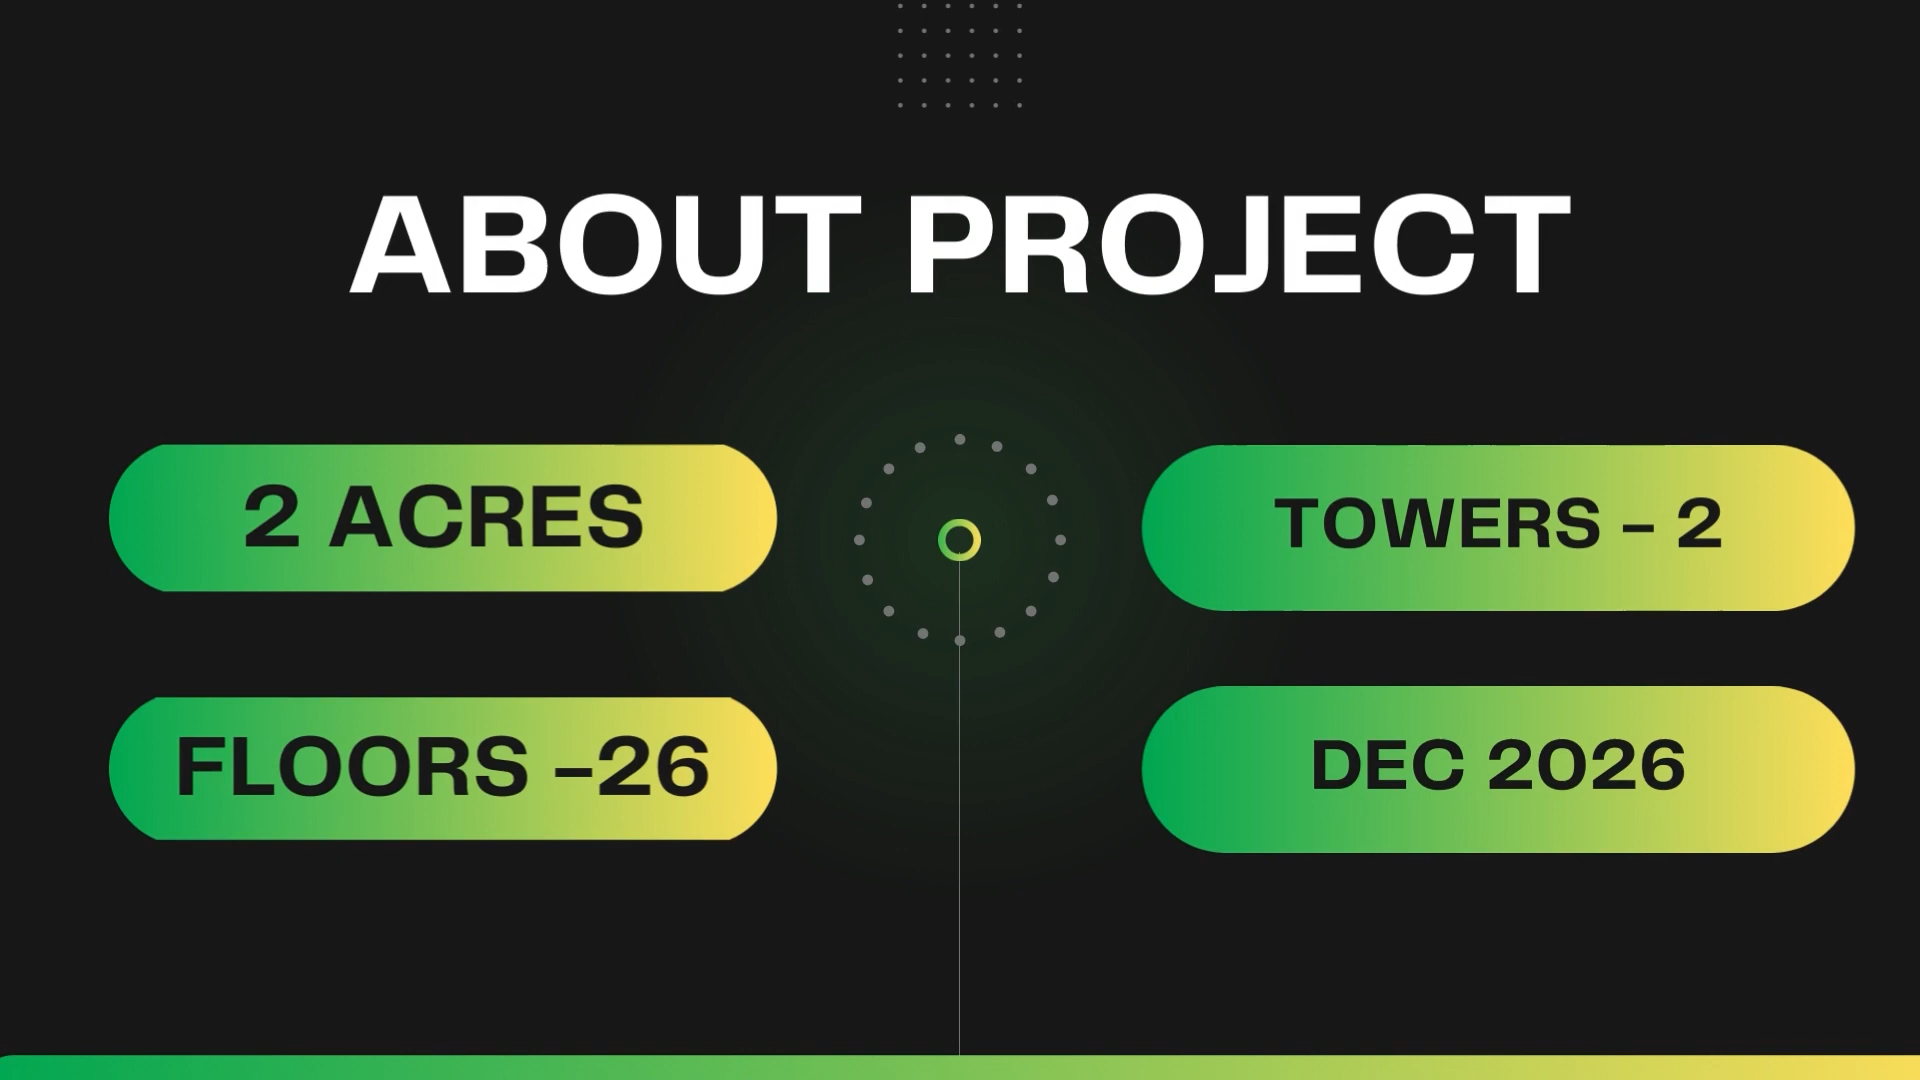 ABOUT PROJECT
2 ACRES
TOWERS - 2
FLOORS -26
DEC 2026